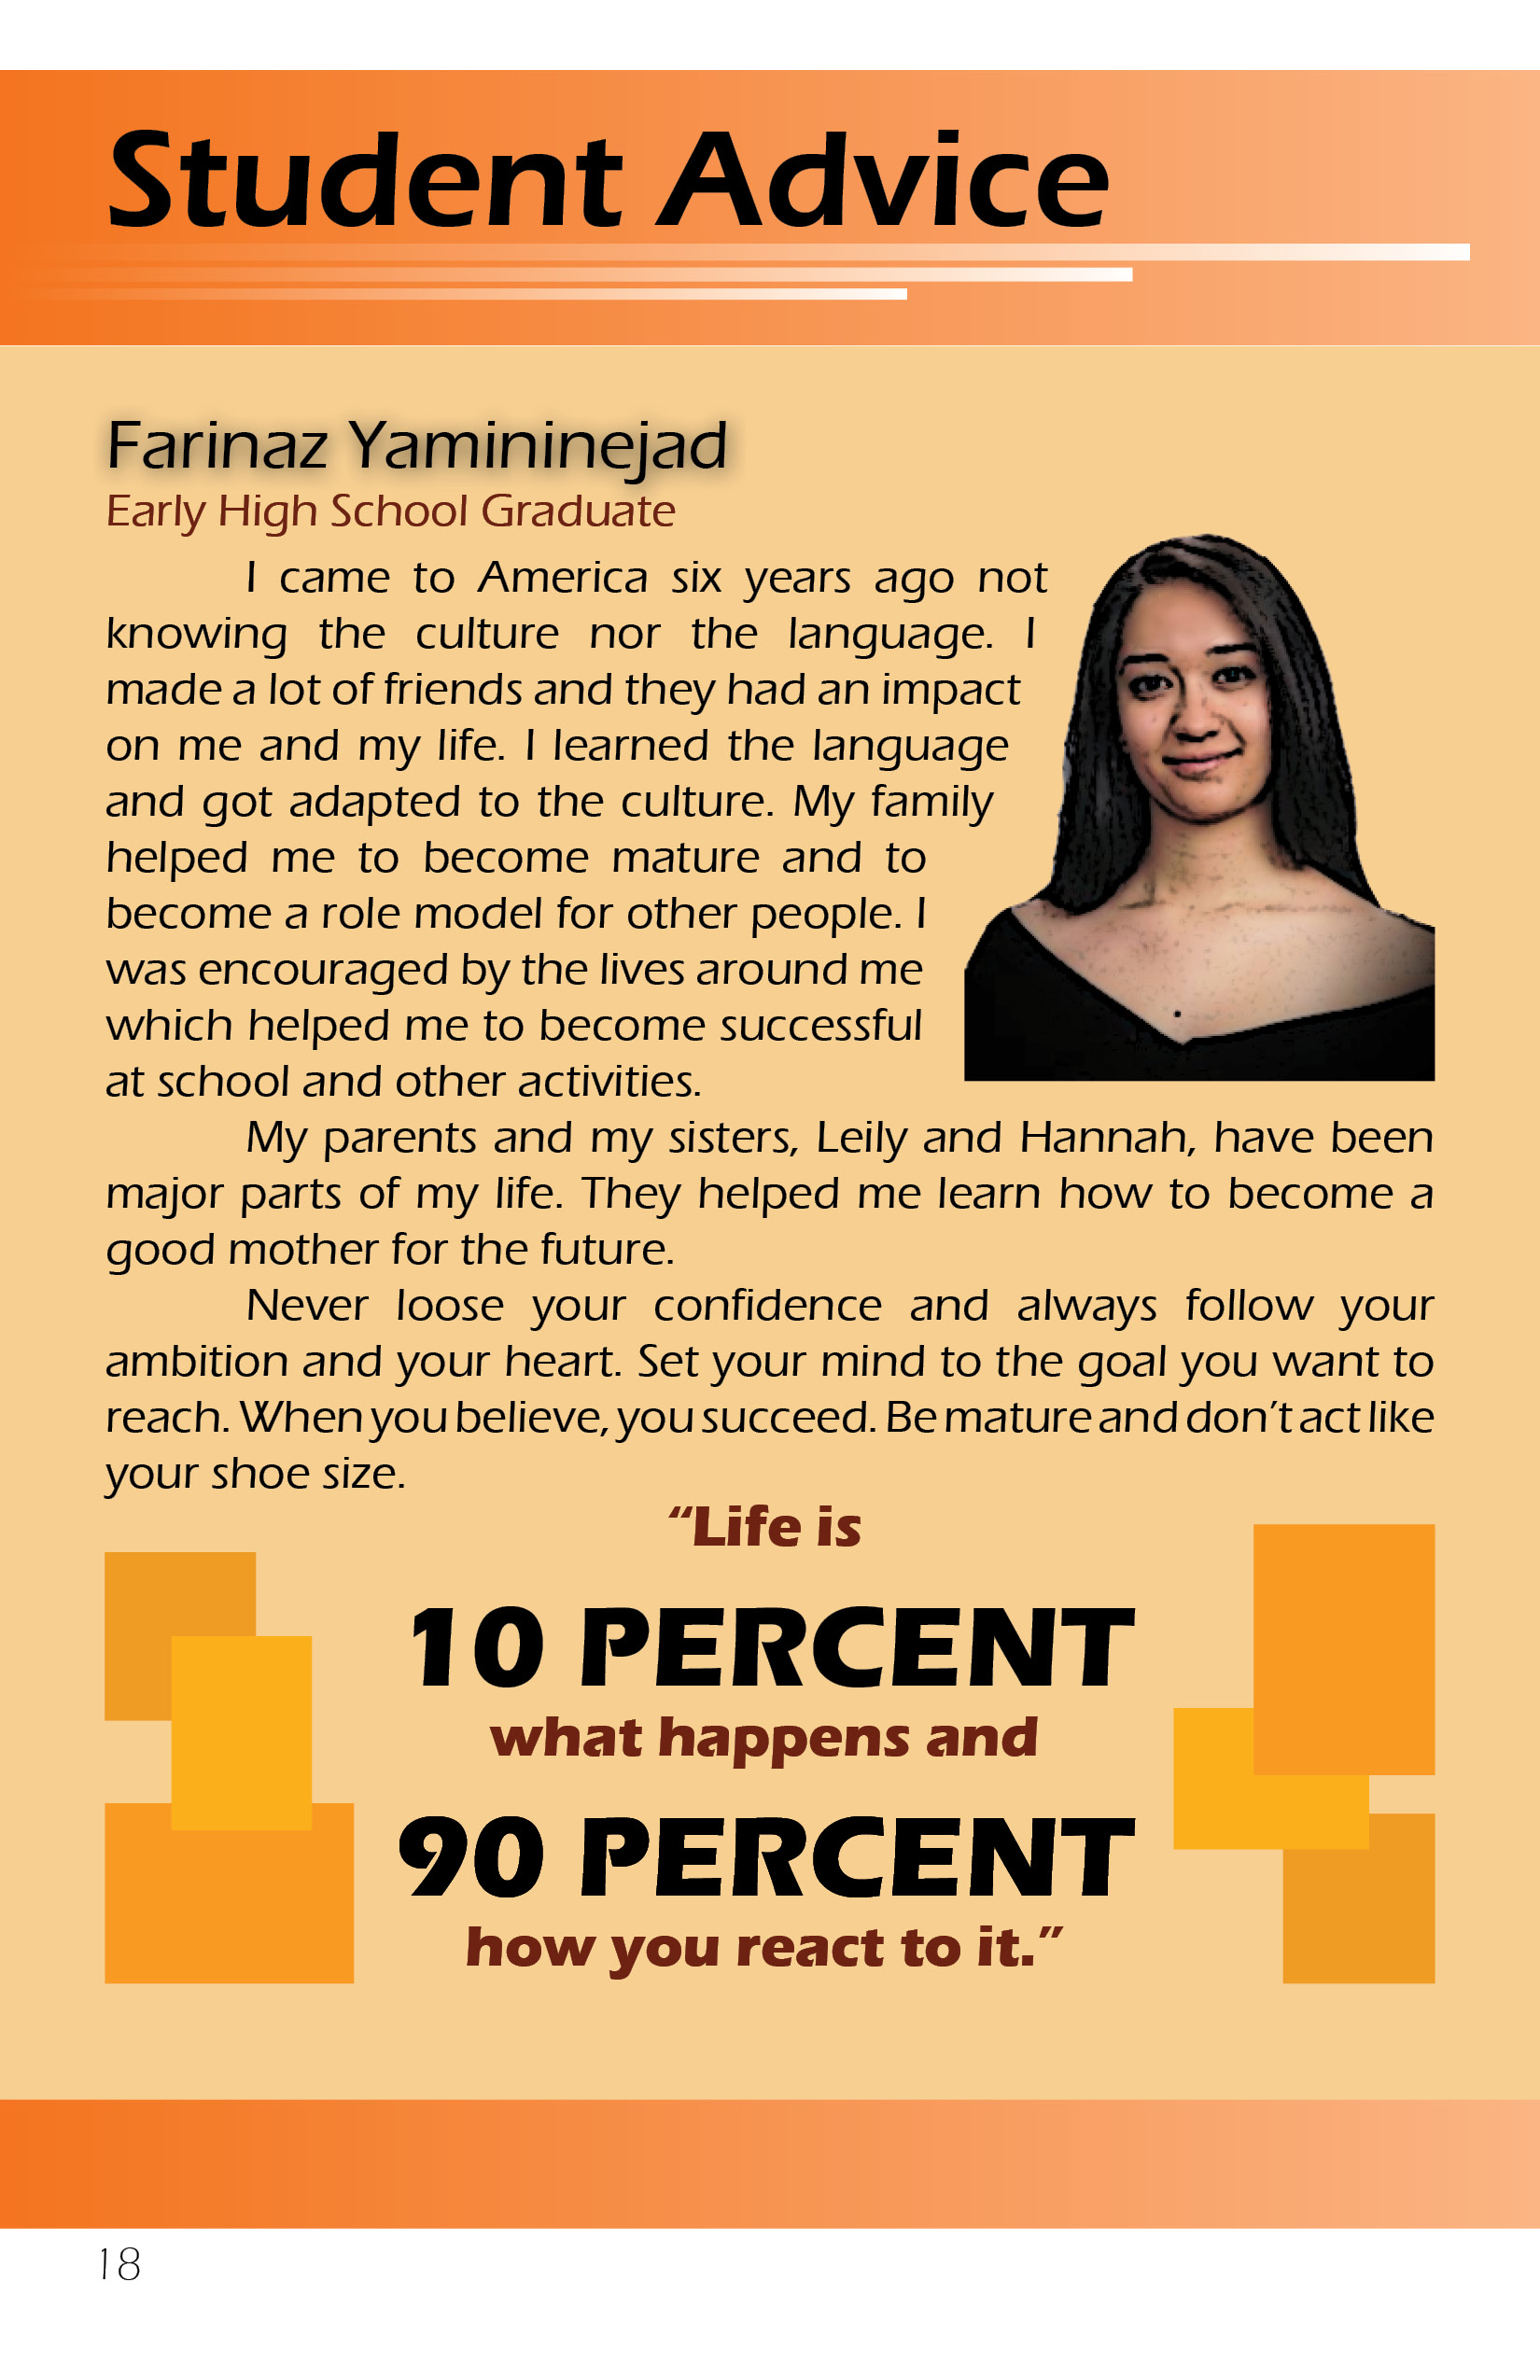 Student Advice
Farinaz Yamininejad
Early High School Graduate
I came to America six years ago not
knowing the culture nor the language. I
made a lot of friends and they had an impact
on me and my life. I learned the language
and got adapted to the culture. My family
helped me to become mature and to
become a role model for other people. I
was encouraged by the lives around me
which helped me to become successful
at school and other activities.
My parents and my sisters, Leily and Hannah, have been
major parts of my life. They helped me learn how to become a
good mother for the future.
Never loose your confidence and always follow your
ambition and your heart. Set your mind to the goal you want to
reach. When you believe, you succeed. Be mature and don’t act like
your shoe size.
“Life is
10 PERCENT
what happens and
90 PERCENT
how you react to it.”
18